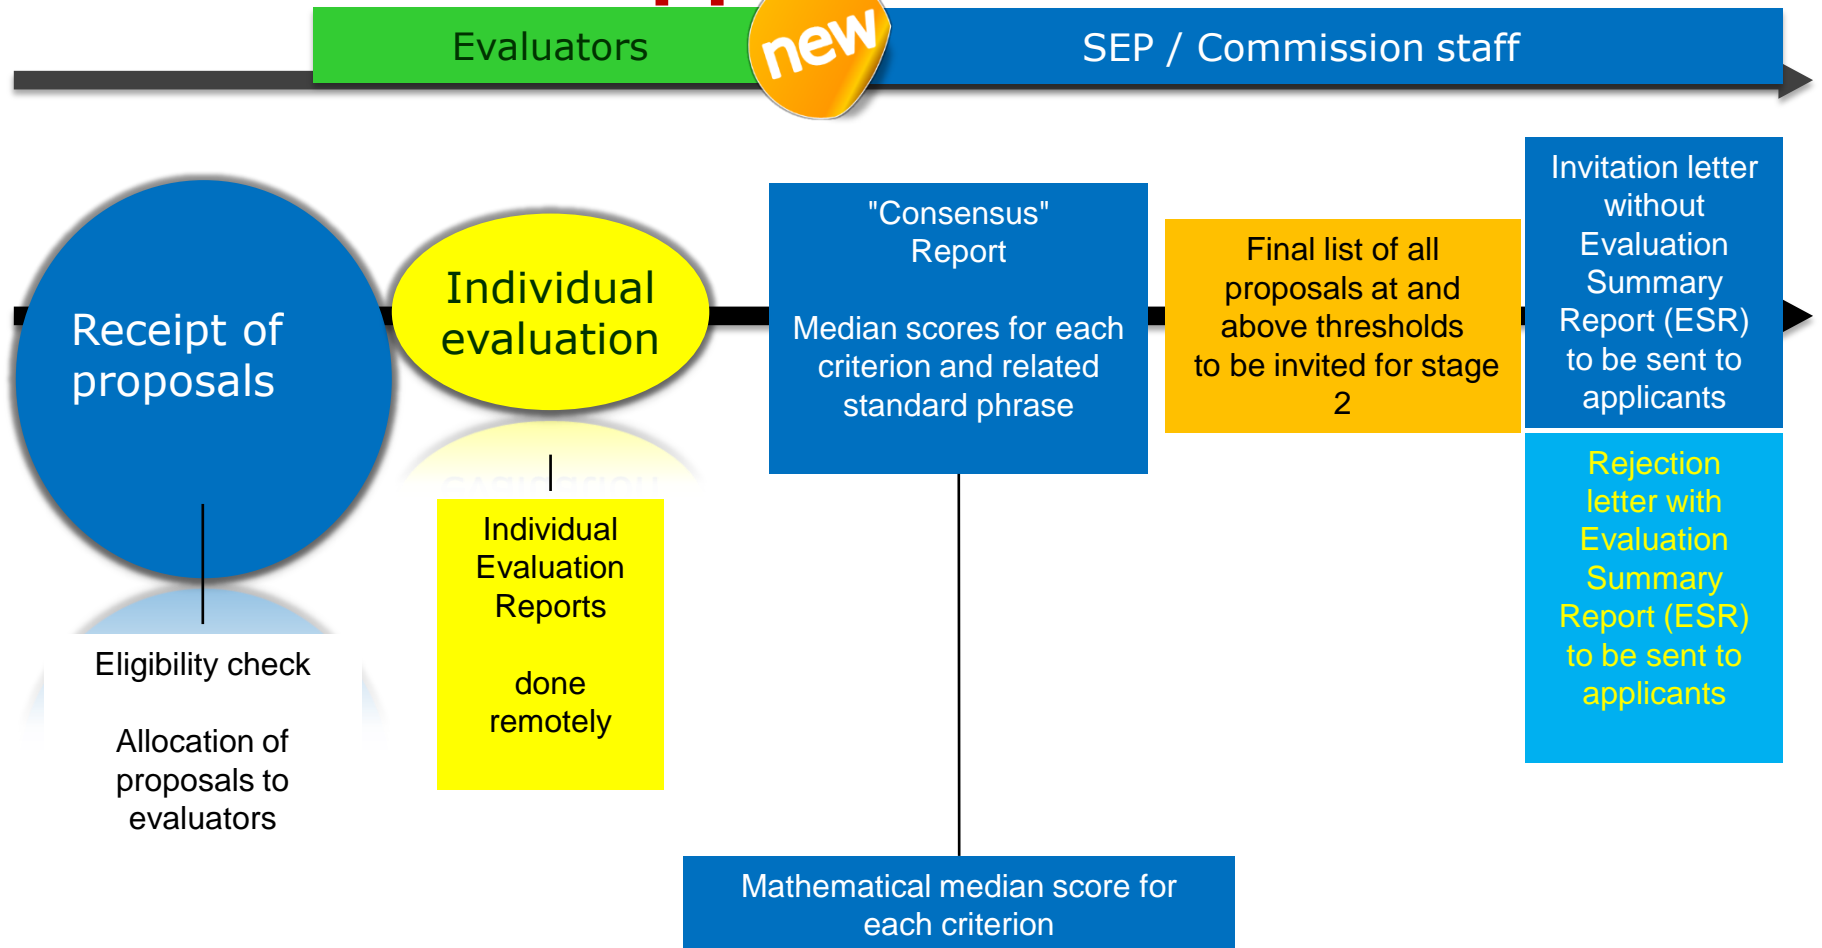 Evaluators
new
SEP / Commission staff
Receipt of
proposals
Individual
evaluation
"Consensus"
Report
Median scores for each
criterion and related
standard phrase
Final list of all
proposals at and
above thresholds
to be invited for stage
2
Invitation letter
without
Evaluation
Summary
Report (ESR)
to be sent to
applicants
Rejection
letter with
Evaluation
Summary
Report (ESR)
to be sent to
applicants
Individual
Evaluation
Reports
done
remotely
Eligibility check
Allocation of
proposals to
evaluators
Mathematical median score for
each criterion